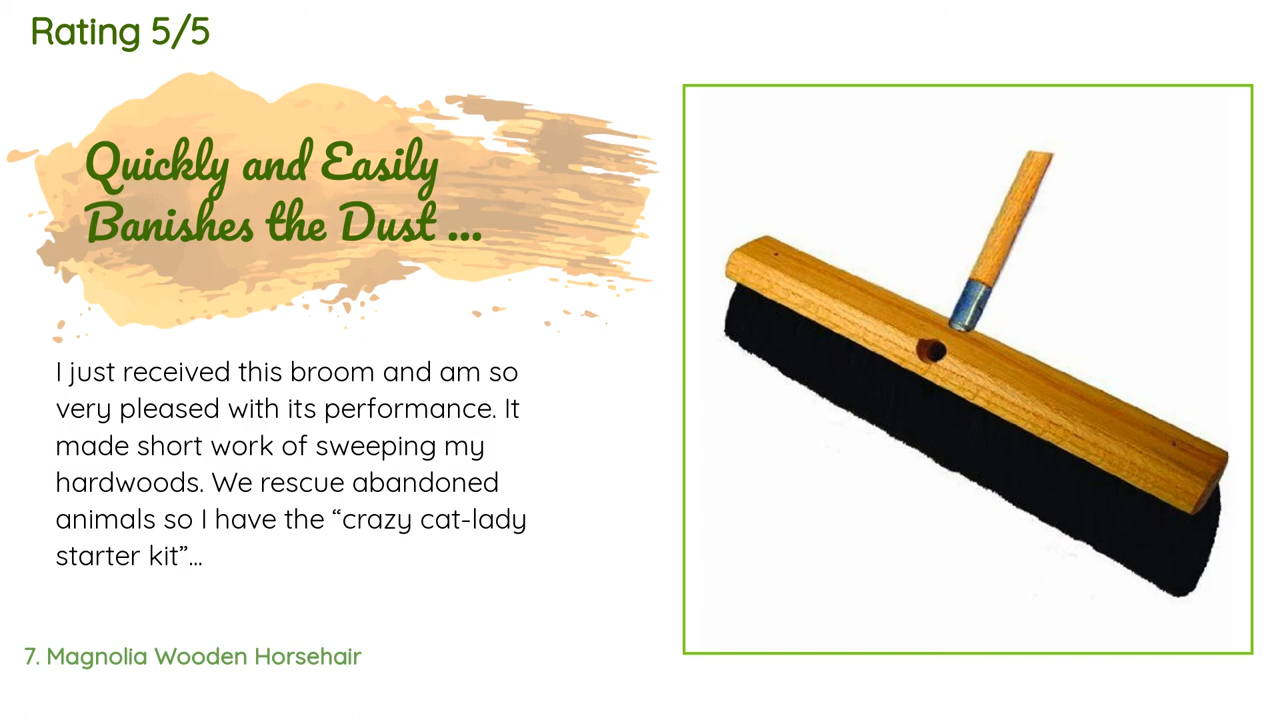 Rating 5/5
Quickly and Easily
Banishes the Dust ...
I just received this broom and am so
very pleased with its performance. It
made short work of sweeping my
hardwoods. We rescue abandoned
animals so I have the “crazy cat-lady
starter kit”...
7. Magnolia Wooden Horsehair